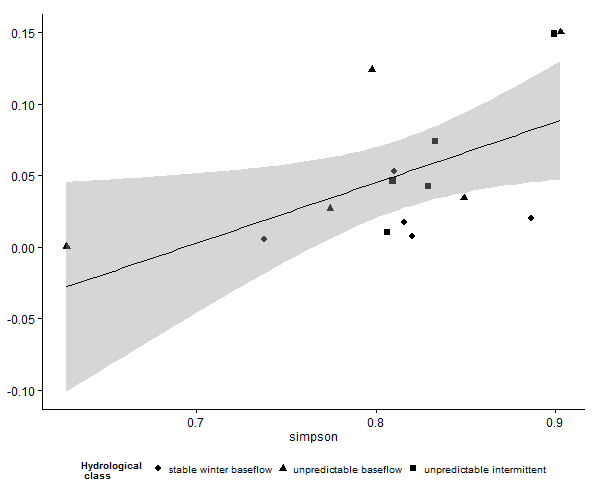 0.15
0.10
0.05
0.00
-0.05
-0.10
0.7 0.8 0.9
simpson
Hydrological
class
stable winter baseflow unpredictable baseflow unpredictable intermittent